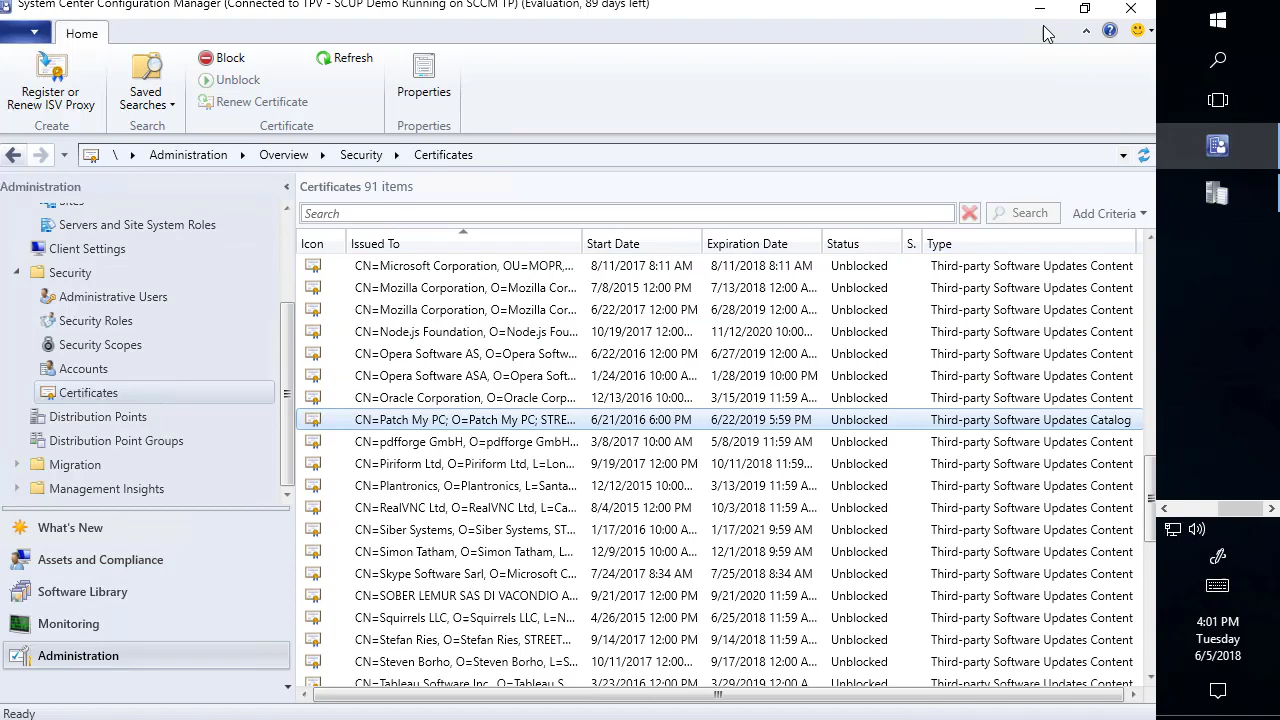 System Center Configuration Manager (Connected to TPV - SCUP Demo Running on SCCM TP) (Evaluation, 89 days left)
Home
Register or Renew ISV Proxy
Create
Saved Searches
Search
Block
Unblock
Renew Certificate
Refresh
Certificate
Properties
Properties
\ Administration Overview Security Certificates
Administration
Sites
Servers and Site System Roles
Client Settings
Security
Administrative Users
Security Roles
Security Scopes
Accounts
Certificates
Distribution Points
Distribution Point Groups
Migration
Management Insights
What's New
Assets and Compliance
Software Library
Monitoring
Administration
Ready
Certificates 91 items
Search
Search
Add Criteria
Icon Issued To Start Date Expiration Date Status S. Type
CN=Microsoft Corporation, OU=MOPR,... 8/11/2017 8:11 AM 8/11/2018 8:11 AM Unblocked Third-party Software Updates Content
CN=Mozilla Corporation, O=Mozilla Cor... 7/8/2015 12:00 PM 7/13/2018 12:00 A... Unblocked Third-party Software Updates Content
CN=Mozilla Corporation, O=Mozilla Cor... 6/22/2017 12:00 PM 6/28/2019 12:00 A... Unblocked Third-party Software Updates Content
CN=Node.js Foundation, O=Node.js Fou... 10/19/2017 12:00... 11/12/2020 10:00... Unblocked Third-party Software Updates Content
CN=Opera Software AS, O=Opera Softw... 6/22/2016 12:00 PM 6/27/2019 12:00 A... Unblocked Third-party Software Updates Content
CN=Opera Software ASA, O=Opera Soft... 1/24/2016 10:00 A... 1/28/2019 10:00 PM Unblocked Third-party Software Updates Content
CN=Oracle Corporation, O=Oracle Corp... 12/13/2016 10:00... 3/15/2019 11:59 A... Unblocked Third-party Software Updates Content
CN=Patch My PC; O=Patch My PC; STRE... 6/21/2016 6:00 PM 6/22/2019 5:59 PM Unblocked Third-party Software Updates Catalog
CN=pdfforge GmbH, O=pdfforge GmbH... 3/8/2017 10:00 AM 5/8/2019 11:59 AM Unblocked Third-party Software Updates Content
CN=Piriform Ltd, O=Piriform Ltd, L=Lon... 9/19/2017 12:00 PM 10/11/2018 11:59... Unblocked Third-party Software Updates Content
CN=Plantronics, O=Plantronics, L=Santa... 12/12/2015 10:00... 3/13/2019 11:59 A... Unblocked Third-party Software Updates Content
CN=RealVNC Ltd, O=RealVNC Ltd, L=Ca... 8/4/2015 12:00 PM 10/3/2018 11:59 A... Unblocked Third-party Software Updates Content
CN=Siber Systems, O=Siber Systems, ST... 1/17/2016 10:00 A... 1/17/2021 9:59 AM Unblocked Third-party Software Updates Content
CN=Simon Tatham, O=Simon Tatham, L... 12/9/2015 10:00 A... 12/1/2018 9:59 AM Unblocked Third-party Software Updates Content
CN=Skype Software Sarl, O=Microsoft C... 7/24/2017 8:34 AM 7/25/2018 8:34 AM Unblocked Third-party Software Updates Content
CN=SOBER LEMUR SAS DI VACONDIO A... 9/21/2017 12:00 PM 9/21/2020 11:59 A... Unblocked Third-party Software Updates Content
CN=Squirrels LLC, O=Squirrels LLC, L=N... 4/26/2015 12:00 PM 6/25/2018 11:59 A... Unblocked Third-party Software Updates Content
CN=Stefan Ries, O=Stefan Ries, STREET... 9/14/2017 12:00 PM 9/14/2018 11:59 A... Unblocked Third-party Software Updates Content
CN=Steven Borho, O=Steven Borho, L=S... 10/11/2017 12:00... 9/17/2018 12:00 A... Unblocked Third-party Software Updates Content
CN=Tableau Software Inc, O=Tableau S... 3/23/2016 12:00 PM 3/29/2019 12:00 A... Unblocked Third-party Software Updates Content
4:01 PM
Tuesday
6/5/2018